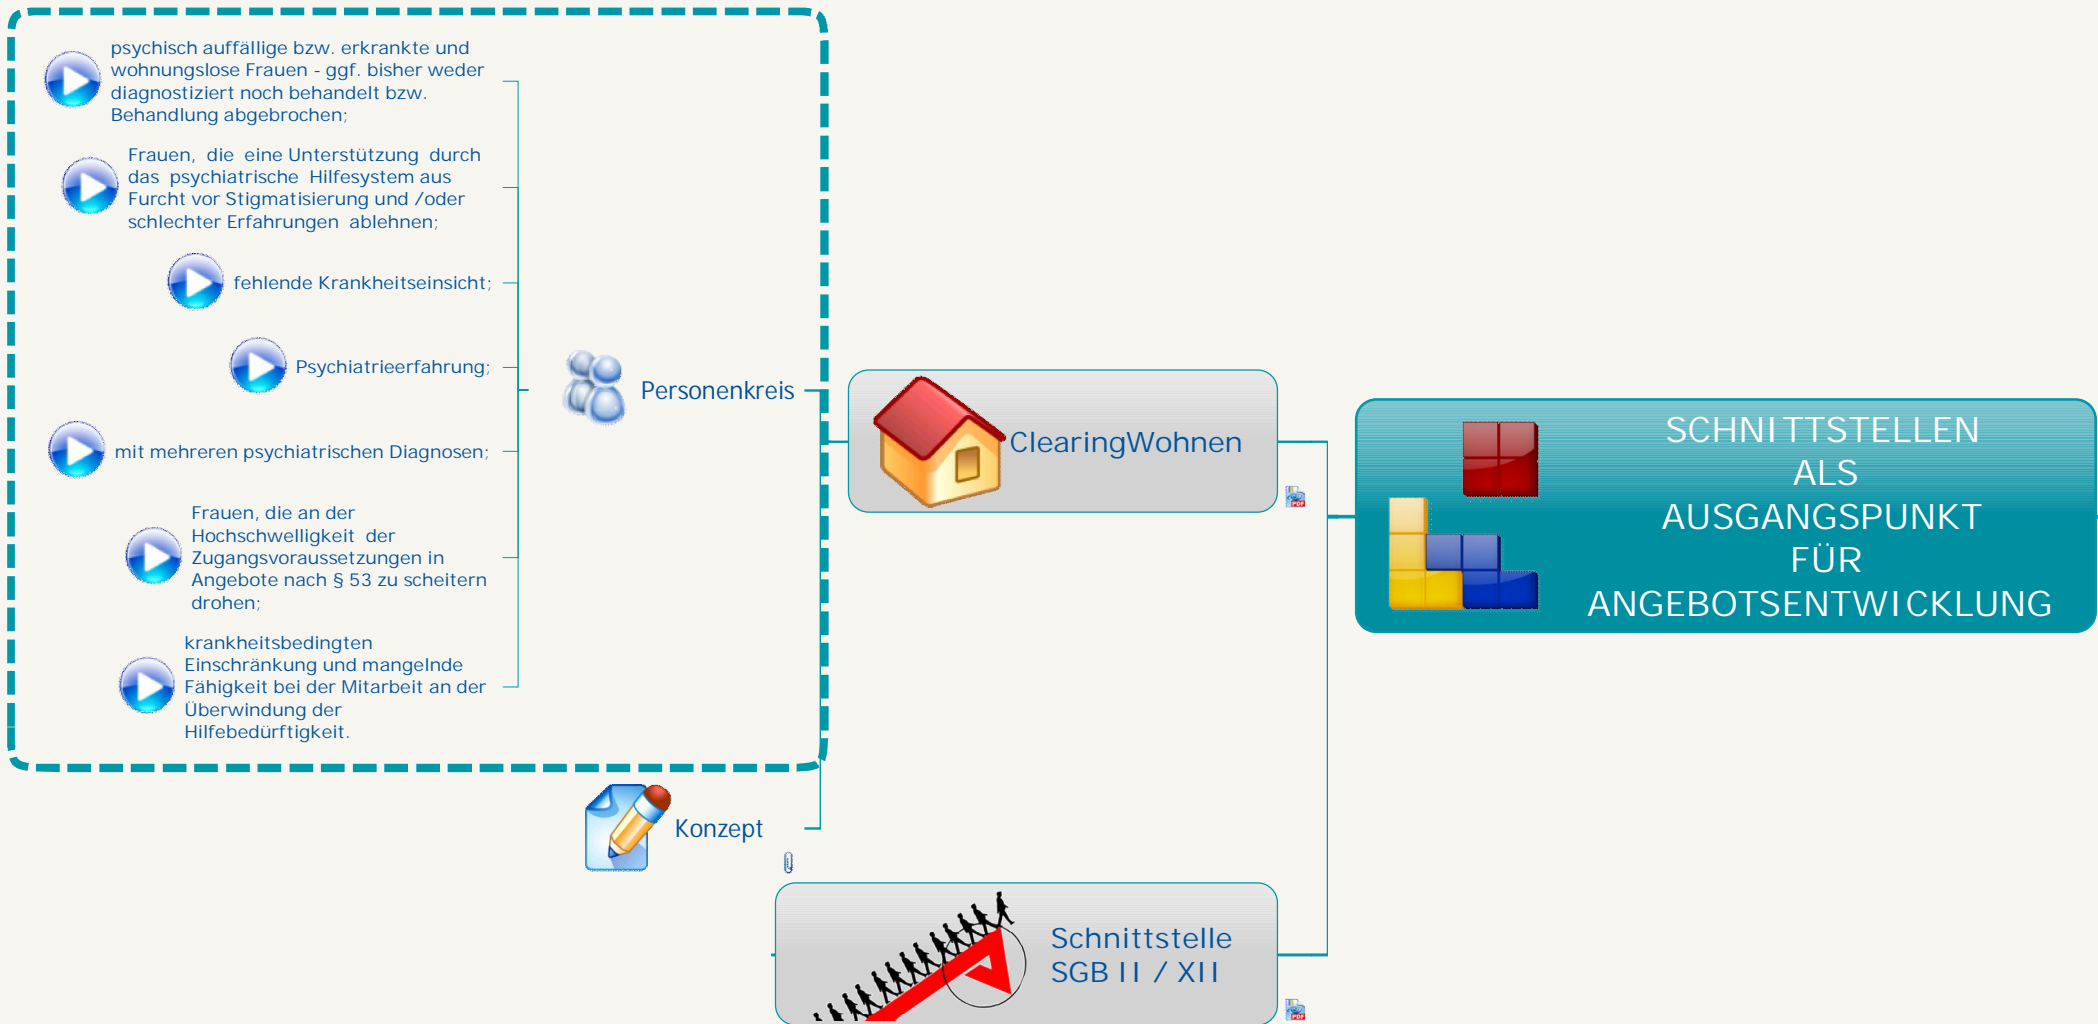 psychisch auffällige bzw. erkrankte und
wohnungslose Frauen - ggf. bisher weder
diagnostiziert noch behandelt bzw.
Behandlung abgebrochen;
Frauen, die eine Unterstützung durch
das psychiatrische Hilfesystem aus
Furcht vor Stigmatisierung und /oder
schlechter Erfahrungen ablehnen;
fehlende Krankheitseinsicht;
Psychiatrieerfahrung;
mit mehreren psychiatrischen Diagnosen;
Frauen, die an der
Hochschwelligkeit der
Zugangsvoraussetzungen in
Angebote nach § 53 zu scheitern
drohen;
krankheitsbedingten
Einschränkung und mangelnde
Fähigkeit bei der Mitarbeit an der
Überwindung der
Hilfebedürftigkeit.
Personenkreis
Konzept
ClearingWohnen
PDF
Schnittstelle
SGB II / XII
PDF
SCHNITTSTELLEN
ALS
AUSGANGSPUNKT
FÜR
ANGEBOTSENTWICKLUNG